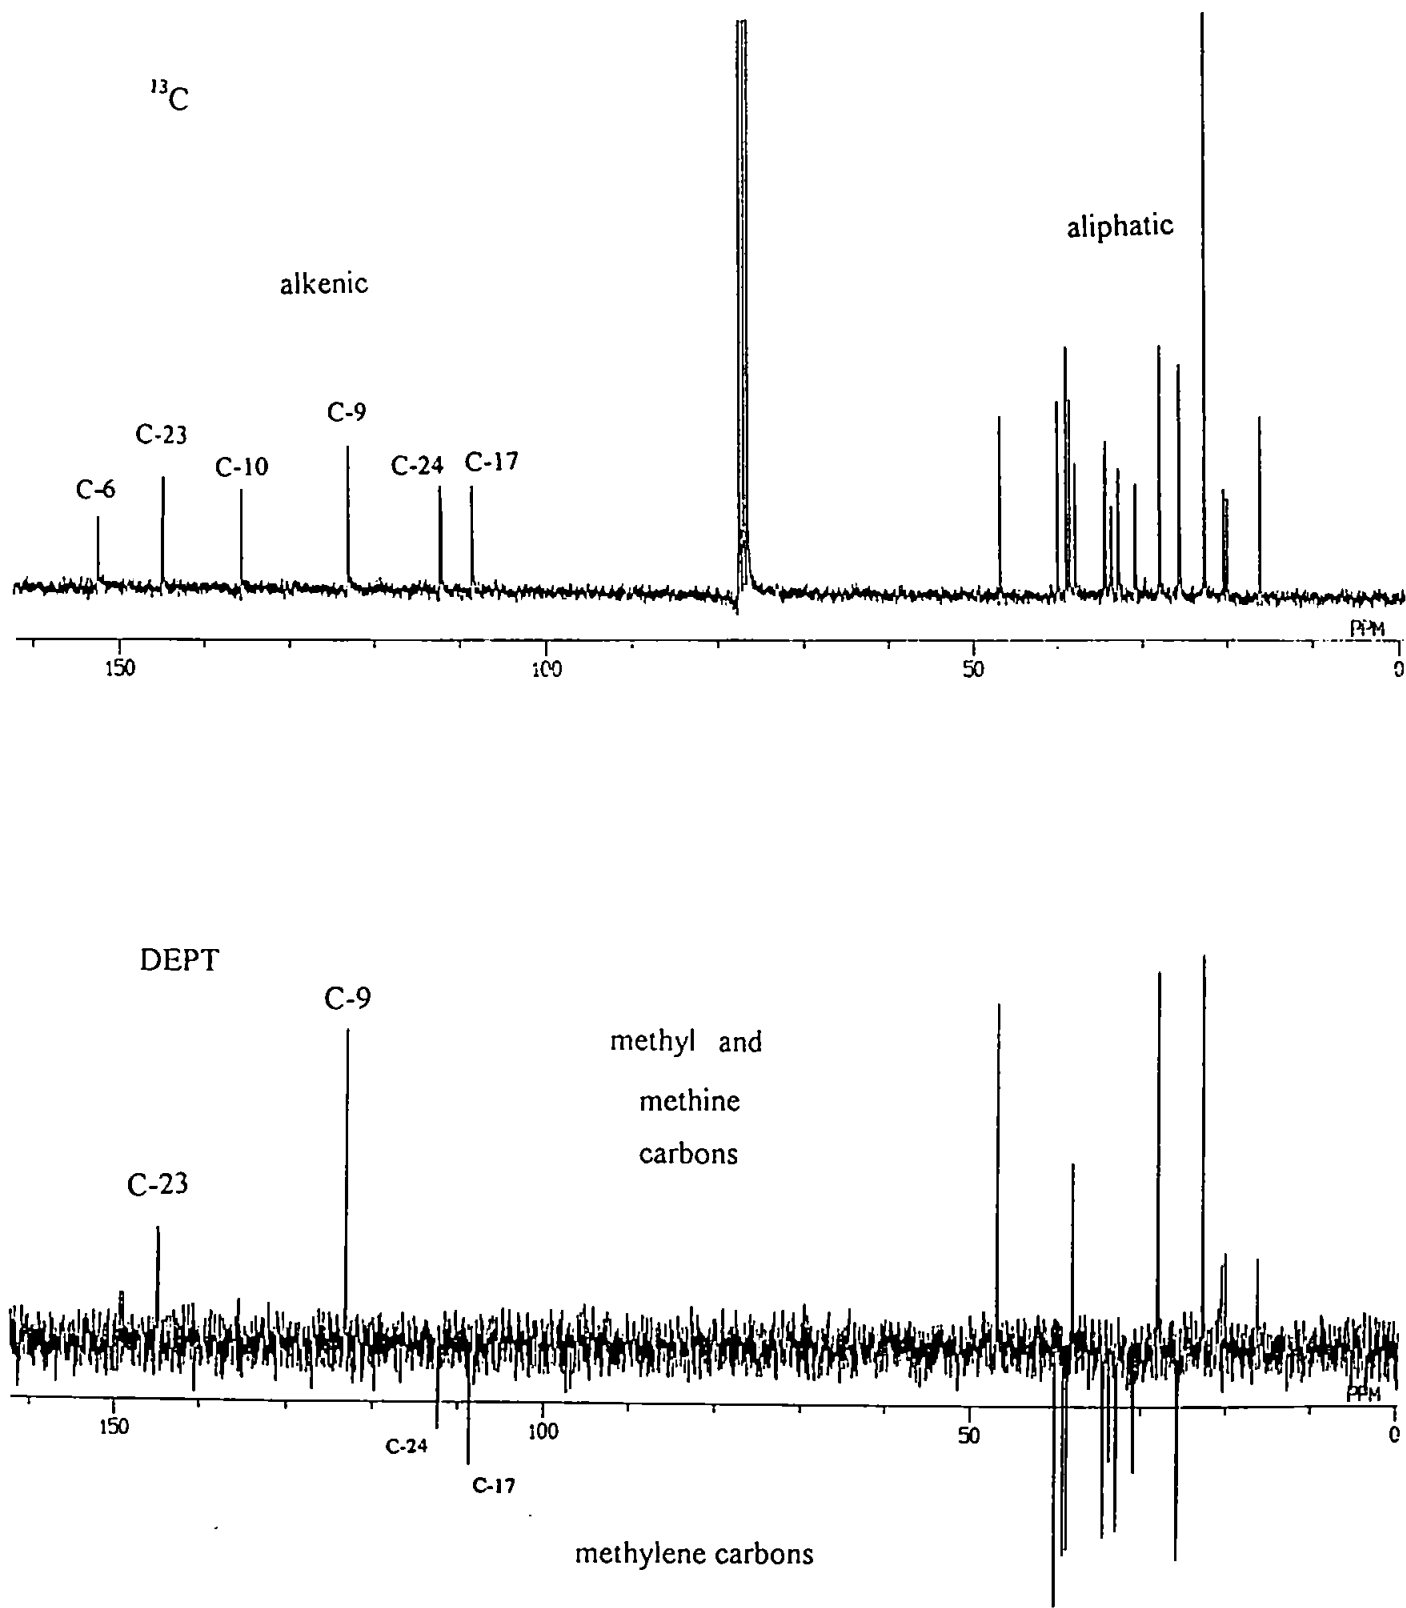 ¹³C
aliphatic
alkenic
C-9
C-23
C-10
C-24
C-17
C-6
PPM
150
100
50
0
DEPT
C-9
methyl and
methine
carbons
C-23
PPM
150
100
50
0
C-24
C-17
methylene carbons